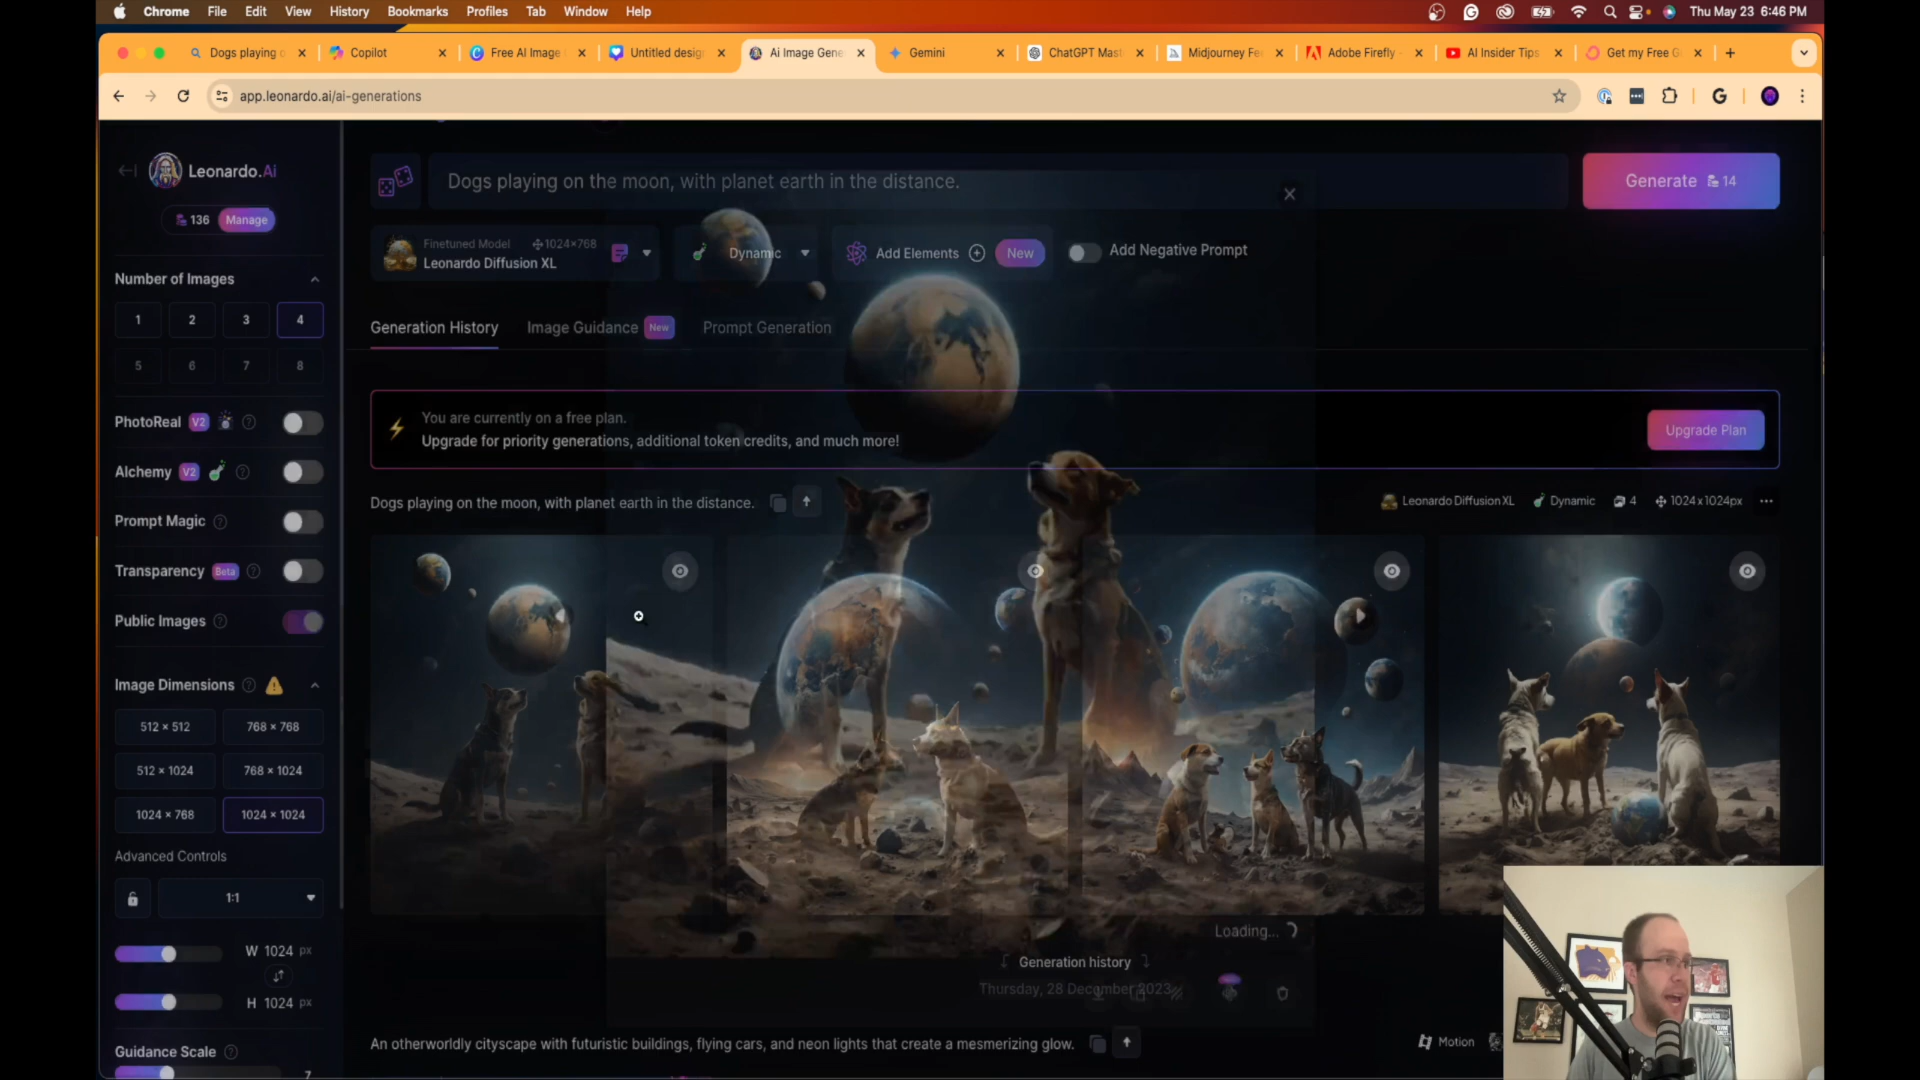 Chrome File Edit View History Bookmarks Profiles Tab Window Help Thu May 23 6:46 PM
Dogs playing o Copilot Free AI Image Untitled desig Ai Image Gene Gemini ChatGPT Mast Midjourney Fe Adobe Firefly - AI Insider Tips Get my Free G
app.leonardo.ai/ai-generations
Leonardo.Ai
136 Manage
Dogs playing on the moon, with planet earth in the distance.
Generate 14
Finetuned Model 1024×768
Leonardo Diffusion XL
Dynamic
Add Elements New
Add Negative Prompt
Number of Images
1 2 3 4
5 6 7 8
Generation History Image Guidance New Prompt Generation
PhotoReal V2
Alchemy V2
Prompt Magic
Transparency Beta
Public Images
You are currently on a free plan.
Upgrade for priority generations, additional token credits, and much more!
Upgrade Plan
Dogs playing on the moon, with planet earth in the distance.
Leonardo Diffusion XL Dynamic 4 1024x1024px
Image Dimensions
512 × 512 768 × 768
512 × 1024 768 × 1024
1024 × 768 1024 × 1024
Advanced Controls
1:1
W 1024 px
H 1024 px
Guidance Scale
7
Loading...
Generation history
Thursday, 28 December 2023
An otherworldly cityscape with futuristic buildings, flying cars, and neon lights that create a mesmerizing glow.
Motion